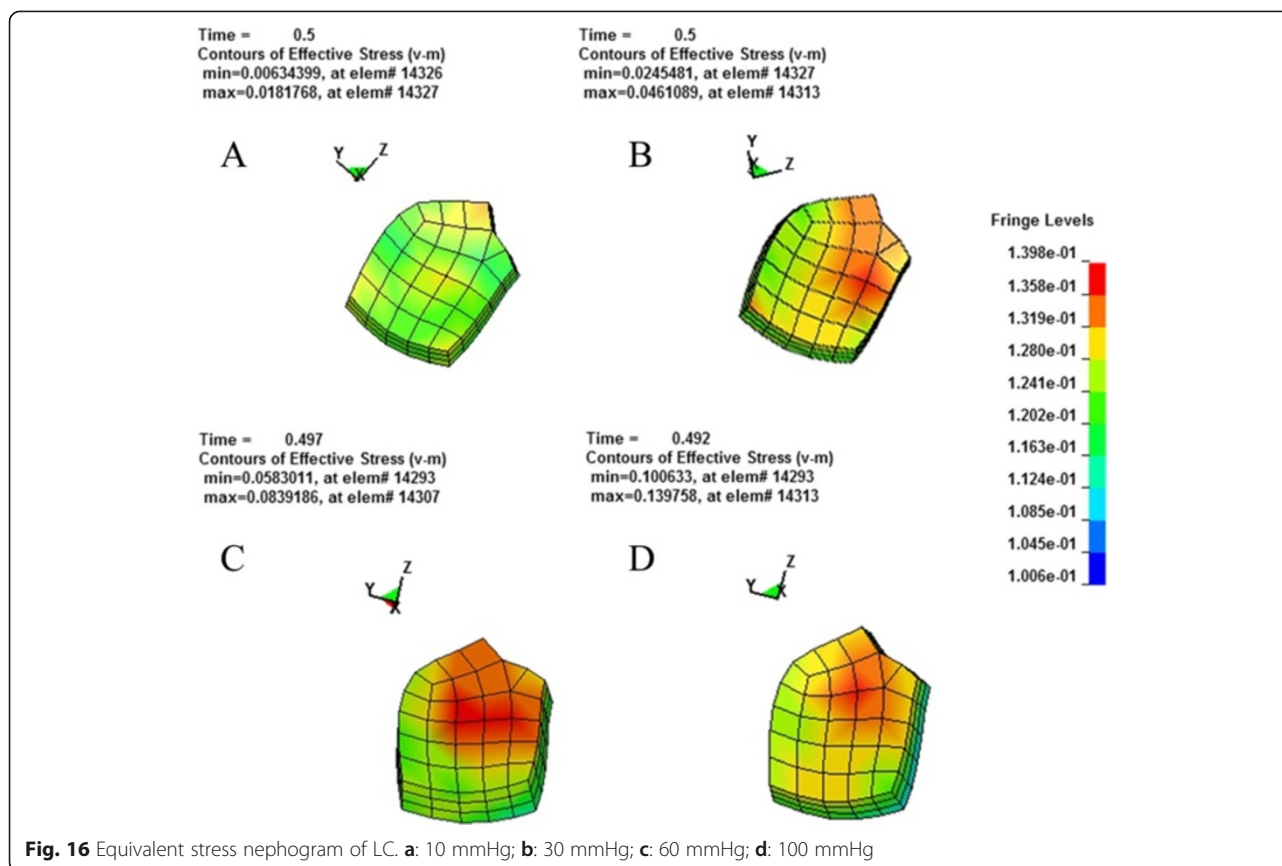 Time =     0.5
Contours of Effective Stress (v-m)
min=0.00634399, at elem# 14326
max=0.0181768, at elem# 14327
Time =     0.5
Contours of Effective Stress (v-m)
min=0.0245481, at elem# 14327
max=0.0461089, at elem# 14313
A
Y
Z
X
B
Y
X
Z
Fringe Levels
1.398e-01
1.358e-01
1.319e-01
1.280e-01
1.241e-01
1.202e-01
1.163e-01
1.124e-01
1.085e-01
1.045e-01
1.006e-01
Time =     0.497
Contours of Effective Stress (v-m)
min=0.0583011, at elem# 14293
max=0.0839186, at elem# 14307
Time =     0.492
Contours of Effective Stress (v-m)
min=0.100633, at elem# 14293
max=0.139758, at elem# 14313
C
Z
Y
X
D
Z
Y
X
Fig. 16 Equivalent stress nephogram of LC. a: 10 mmHg; b: 30 mmHg; c: 60 mmHg; d: 100 mmHg